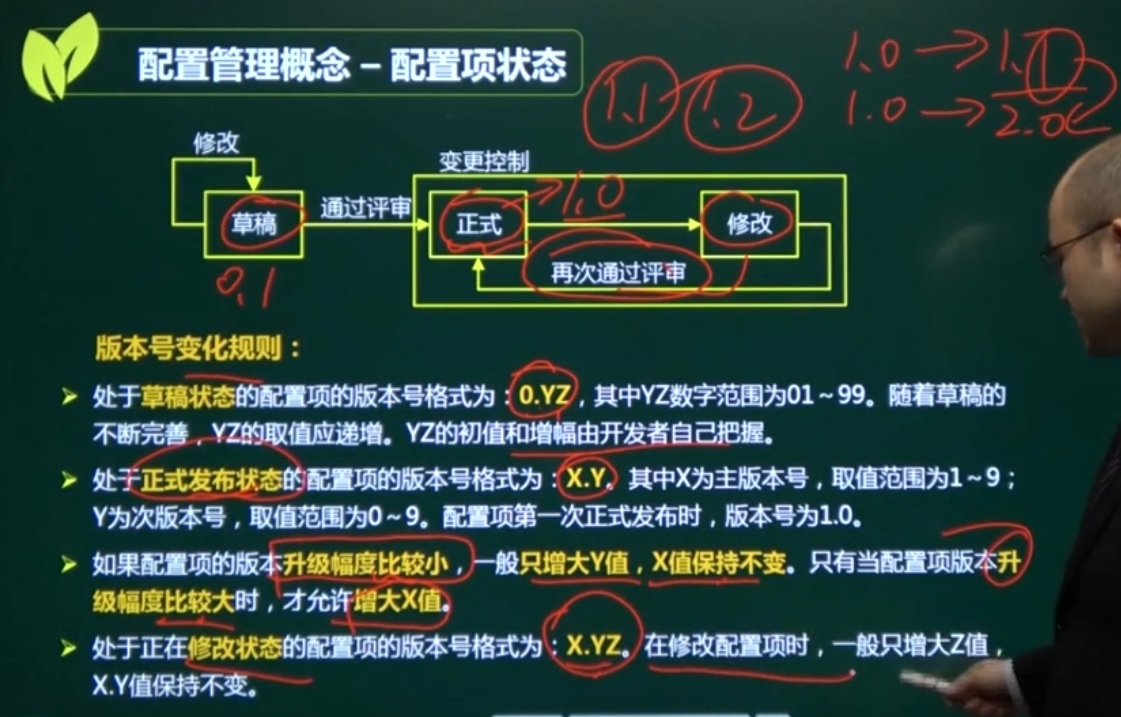 配置管理概念 – 配置项状态
1.1 1.2
1.0 → 1.1
1.0 → 2.0
修改
变更控制
草稿
通过评审
正式
1.0
修改
再次通过评审
0.1
版本号变化规则：
处于草稿状态的配置项的版本号格式为：0.YZ，其中YZ数字范围为01～99。随着草稿的
不断完善，YZ的取值应递增。YZ的初值和增幅由开发者自己把握。
处于正式发布状态的配置项的版本号格式为：X.Y。其中X为主版本号，取值范围为1～9；
Y为次版本号，取值范围为0～9。配置项第一次正式发布时，版本号为1.0。
如果配置项的版本升级幅度比较小，一般只增大Y值，X值保持不变。只有当配置项版本升
级幅度比较大时，才允许增大X值。
处于正在修改状态的配置项的版本号格式为：X.YZ。在修改配置项时，一般只增大Z值，
X.Y值保持不变。